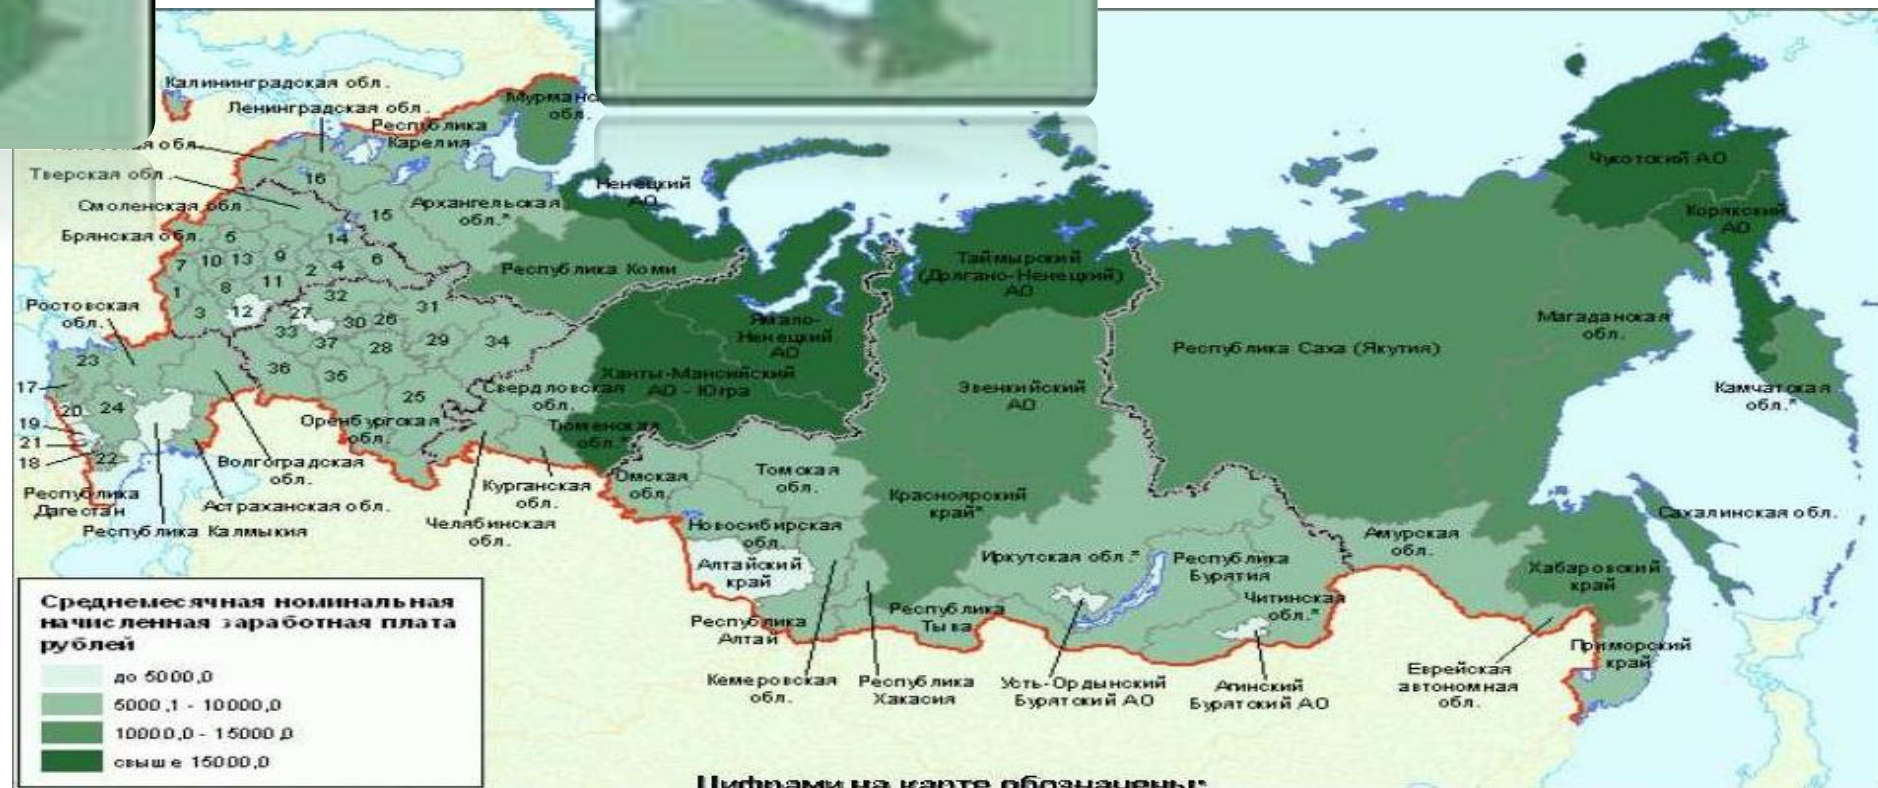 Калининградская обл.
Ленинградская обл.
Мурманс
обл.
Республика
Карелия
обл.
Тверская обл.
Смоленская обл.
Брянская обл.
Ненецкий
АО
Архангельская
обл.*
Республика Коми
Чукотский АО
Корякский
АО
Таймырский
(Долгано-Ненецкий)
АО
Ямало-
Ненецкий
АО
Ханты-Мансийский
АО - Югра
Эвенкийский
АО
Республика Саха (Якутия)
Магаданская
обл.
Камчатская
обл.*
16
15
14
5
6
7
10
13
9
2
4
1
8
11
3
12
32
31
27
33
30
26
37
28
29
34
36
35
25
Ростовская
обл.
23
17
20
24
19
21
18
22
Свердловская
обл.
Тюменская
обл.*
Оренбургская
обл.
Волгоградская
обл.
Астраханская обл.
Республика
Дагестан
Республика Калмыкия
Курганская
обл.
Челябинская
обл.
Омская
обл.
Томская
обл.
Новосибирская
обл.
Алтайский
край
Красноярский
край*
Иркутская обл.*
Республика
Бурятия
Читинская
обл.*
Амурская
обл.
Хабаровский
край
Сахалинская обл.
Приморский
край
Республика
Алтай
Республика
Тыва
Кемеровская
обл.
Республика
Хакасия
Усть-Ордынский
Бурятский АО
Агинский
Бурятский АО
Еврейская
автономная
обл.
Среднемесячная номинальная
начисленная заработная плата
рублей
до 5000,0
5000,1 - 10000,0
10000,0 - 15000,0
свыше 15000,0
Цифрами на карте обозначены: